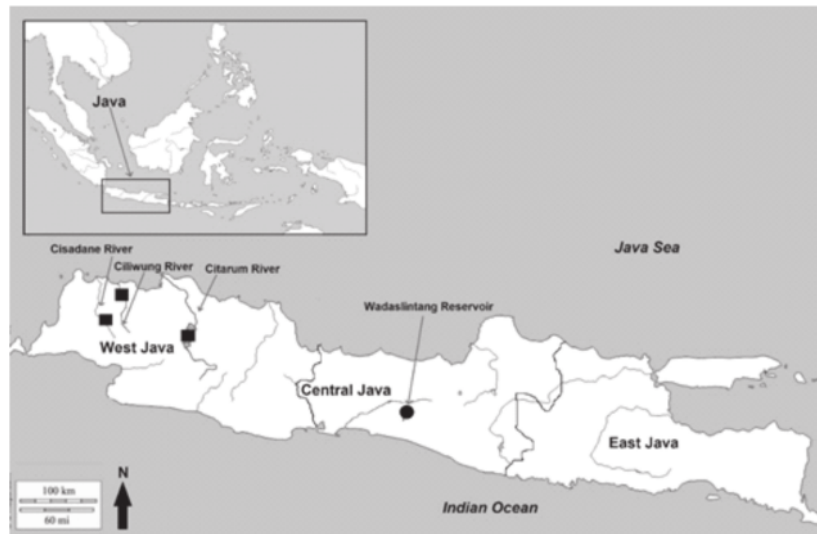 Java
Java Sea
Cisadane River
Ciliwung River
Citarum River
Wadaslintang Reservoir
West Java
Central Java
East Java
N
100 km
60 mi
Indian Ocean